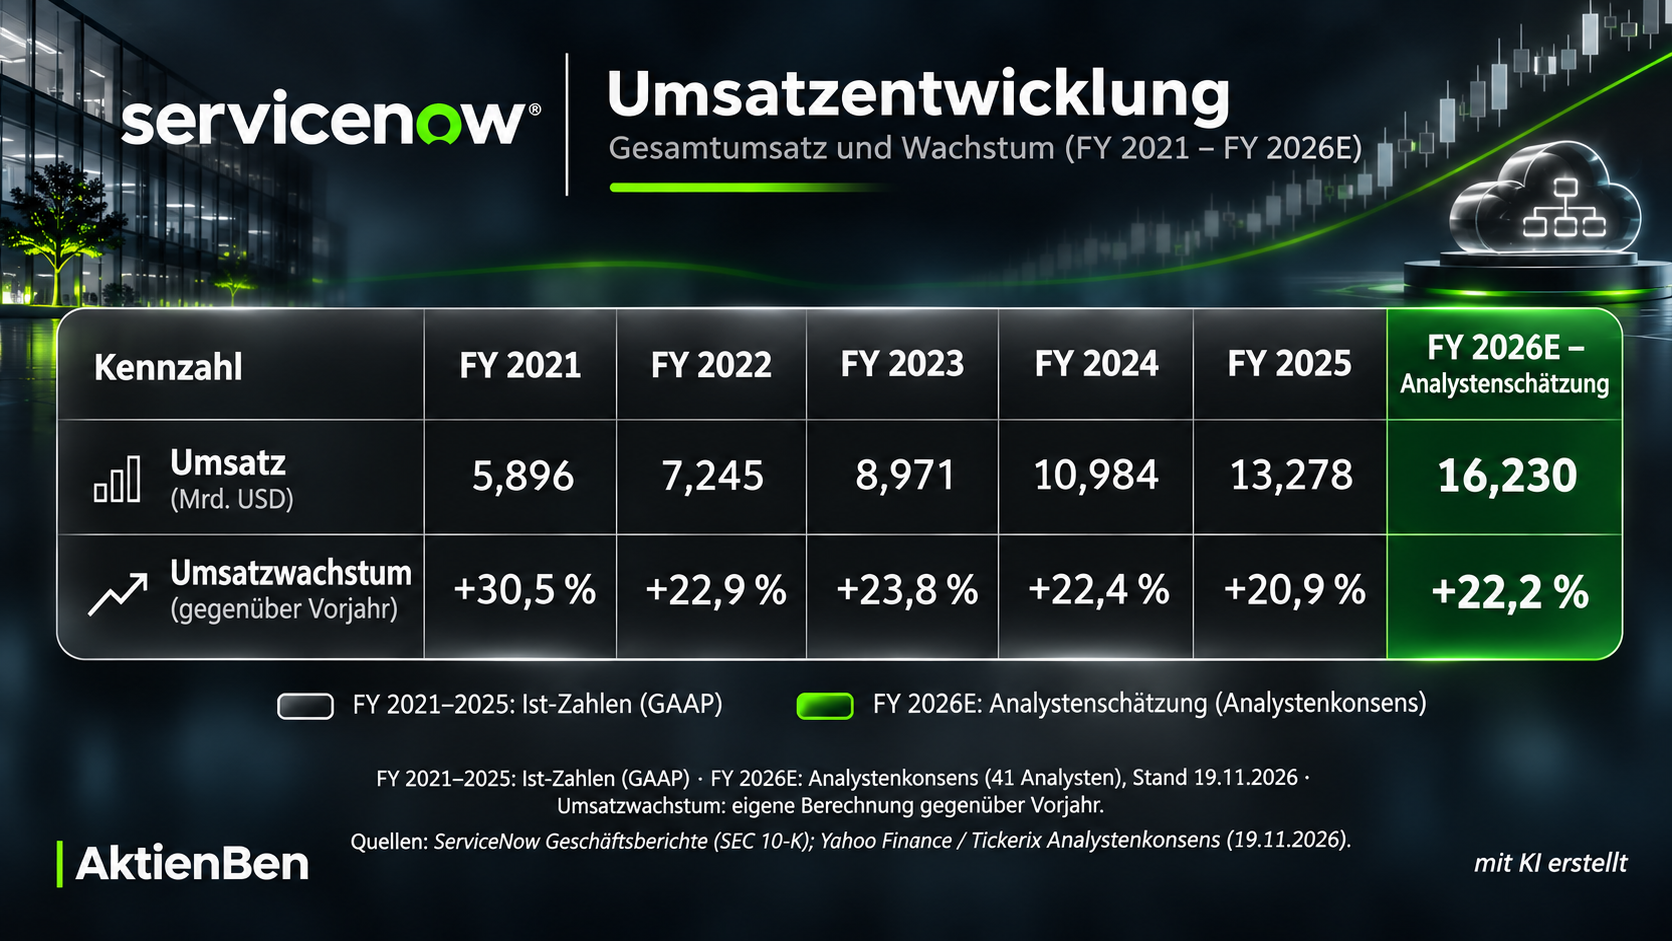 servicenow®
Umsatzentwicklung
Gesamtumsatz und Wachstum (FY 2021 – FY 2026E)
Kennzahl FY 2021 FY 2022 FY 2023 FY 2024 FY 2025 FY 2026E – Analystenschätzung
Umsatz (Mrd. USD) 5,896 7,245 8,971 10,984 13,278 16,230
Umsatzwachstum (gegenüber Vorjahr) +30,5 % +22,9 % +23,8 % +22,4 % +20,9 % +22,2 %
FY 2021–2025: Ist-Zahlen (GAAP) FY 2026E: Analystenschätzung (Analystenkonsens)
FY 2021–2025: Ist-Zahlen (GAAP) · FY 2026E: Analystenkonsens (41 Analysten), Stand 19.11.2026 ·
Umsatzwachstum: eigene Berechnung gegenüber Vorjahr.
Quellen: ServiceNow Geschäftsberichte (SEC 10-K); Yahoo Finance / Tickerix Analystenkonsens (19.11.2026).
AktienBen
mit KI erstellt